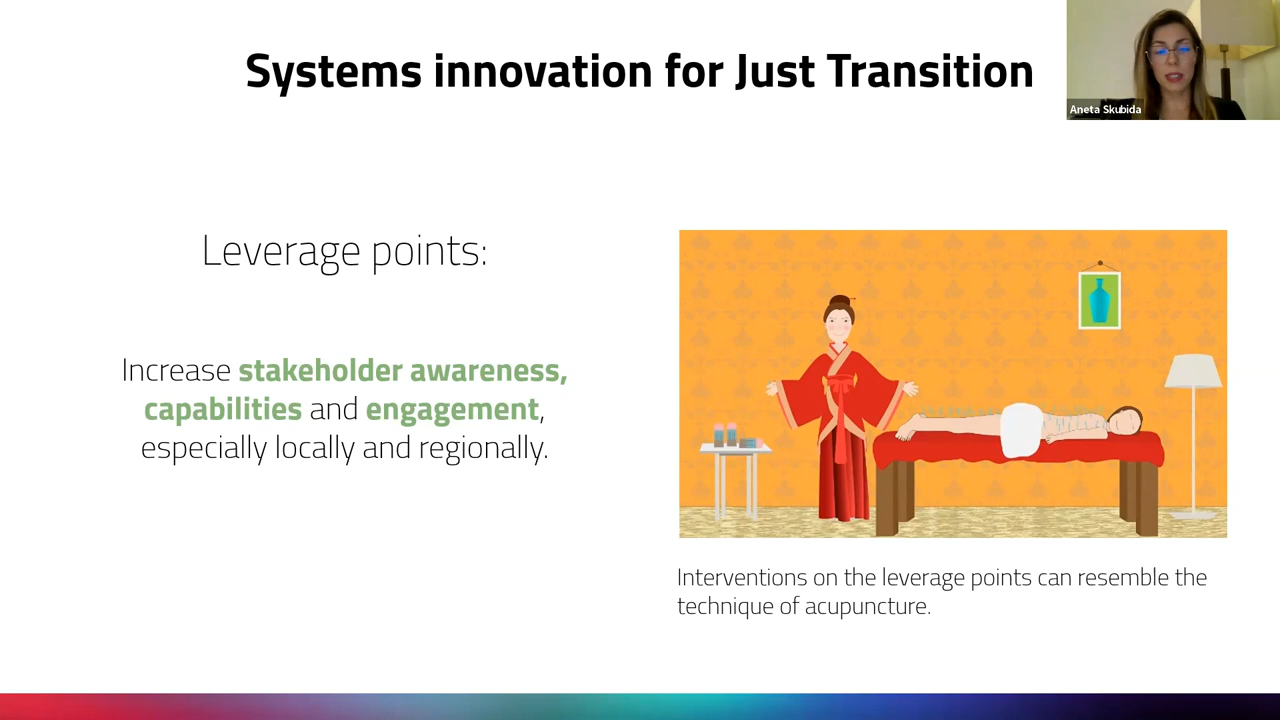 Systems innovation for Just Transition
Aneta Skubida
Leverage points:
Increase stakeholder awareness,
capabilities and engagement,
especially locally and regionally.
Interventions on the leverage points can resemble the
technique of acupuncture.